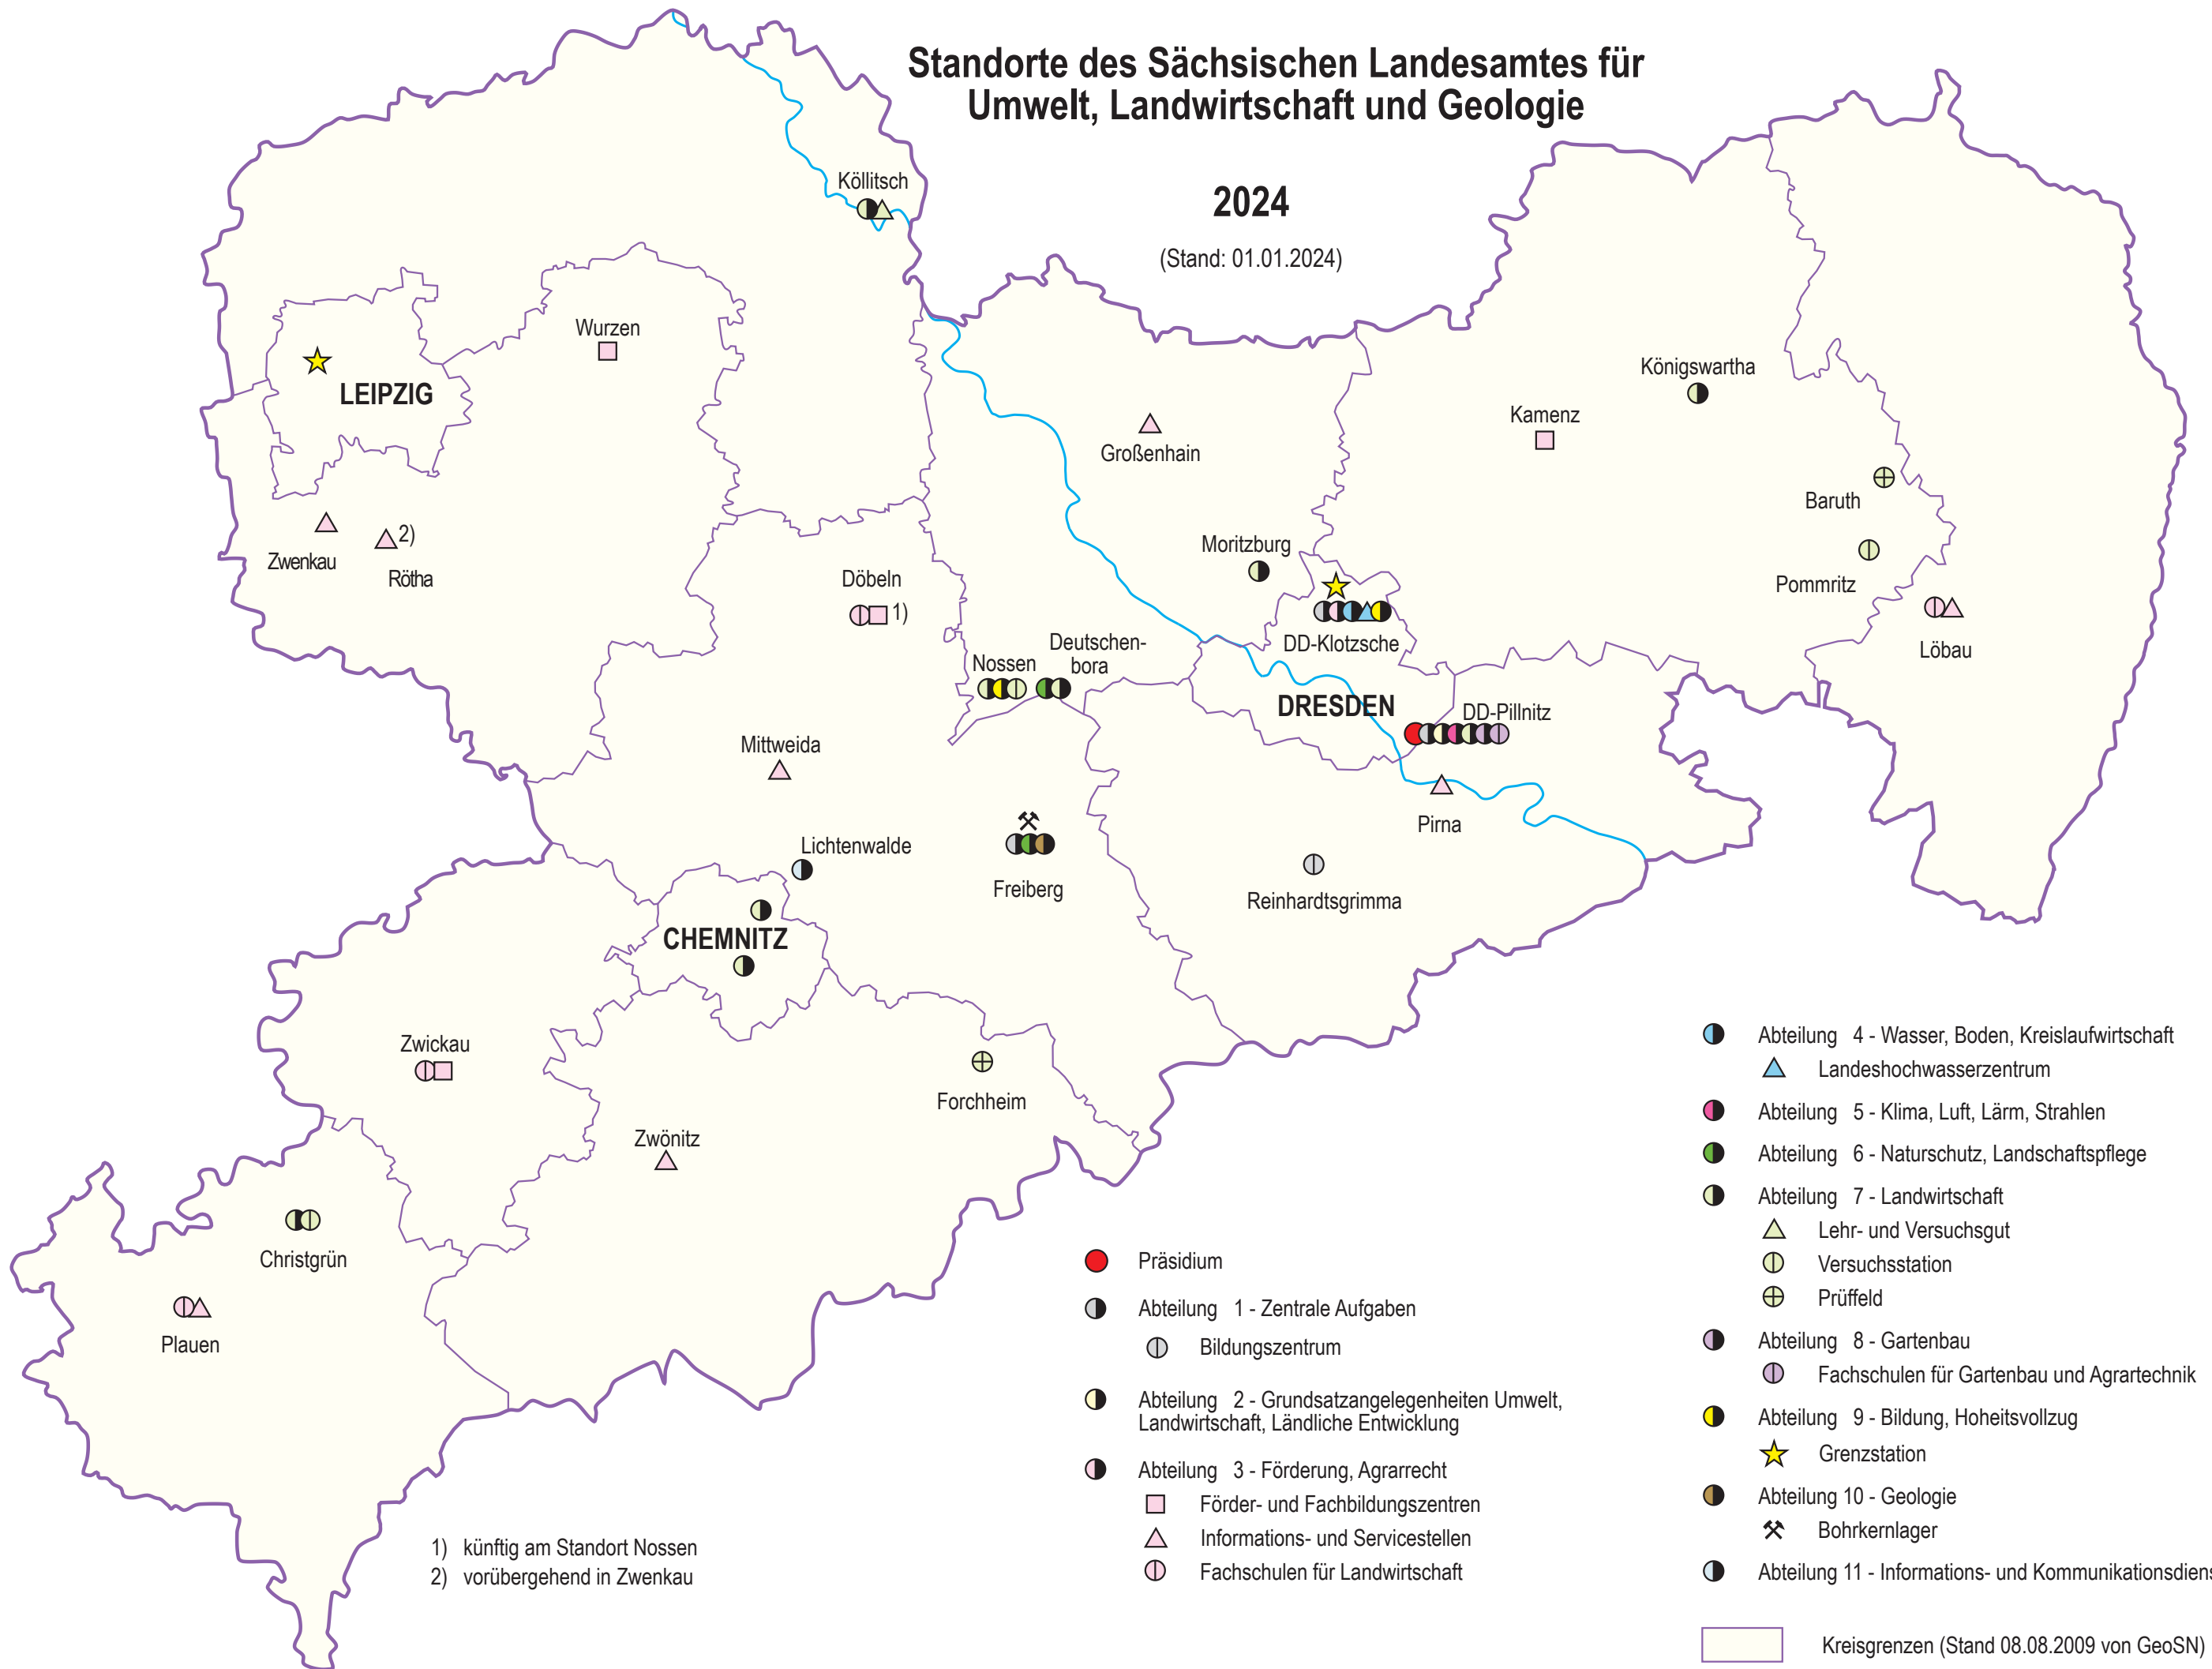 Standorte des Sächsischen Landesamtes für
Umwelt, Landwirtschaft und Geologie
2024
(Stand: 01.01.2024)
Köllitsch
Wurzen
LEIPZIG
Zwenkau
2)
Rötha
Großenhain
Königswartha
Kamenz
Baruth
Pommritz
Löbau
Moritzburg
DD-Klotzsche
Döbeln
1)
Nossen
Deutschen-
bora
DRESDEN
DD-Pillnitz
Mittweida
Pirna
Lichtenwalde
Freiberg
Reinhardtsgrimma
CHEMNITZ
Zwickau
Forchheim
Zwönitz
Christgrün
Plauen
1) künftig am Standort Nossen
2) vorübergehend in Zwenkau
Präsidium
Abteilung 1 - Zentrale Aufgaben
Bildungszentrum
Abteilung 2 - Grundsatzangelegenheiten Umwelt,
Landwirtschaft, Ländliche Entwicklung
Abteilung 3 - Förderung, Agrarrecht
Förder- und Fachbildungszentren
Informations- und Servicestellen
Fachschulen für Landwirtschaft
Abteilung 4 - Wasser, Boden, Kreislaufwirtschaft
Landeshochwasserzentrum
Abteilung 5 - Klima, Luft, Lärm, Strahlen
Abteilung 6 - Naturschutz, Landschaftspflege
Abteilung 7 - Landwirtschaft
Lehr- und Versuchsgut
Versuchsstation
Prüffeld
Abteilung 8 - Gartenbau
Fachschulen für Gartenbau und Agrartechnik
Abteilung 9 - Bildung, Hoheitsvollzug
Grenzstation
Abteilung 10 - Geologie
Bohrkernlager
Abteilung 11 - Informations- und
Kreisgrenzen (Stand 08.08.2009 von GeoSN)